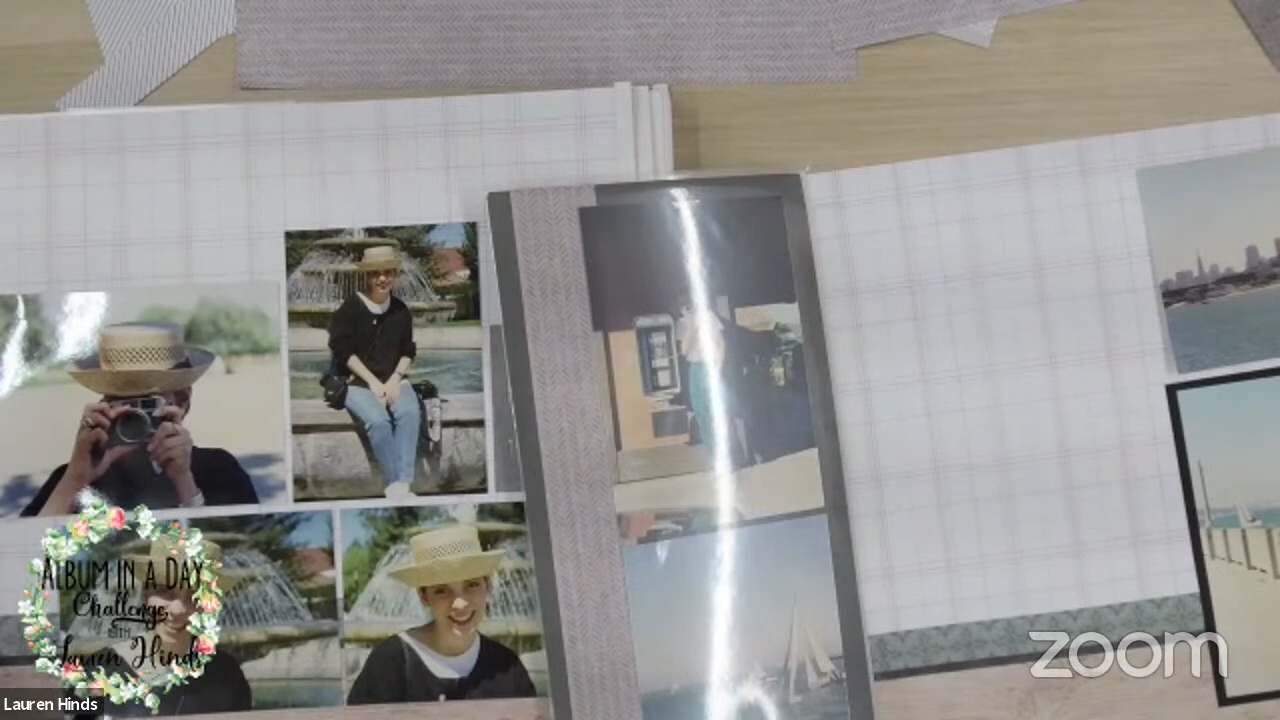 ALBUM IN A DAY
Challenge
WITH
Lauren Hinds
Lauren Hinds
zoom